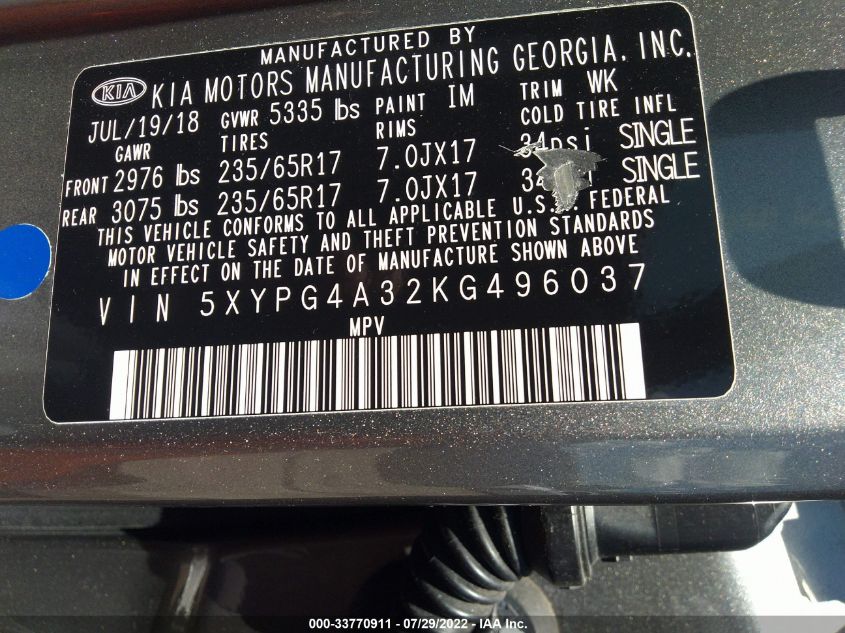 MANUFACTURED BY
KIA KIA MOTORS MANUFACTURING GEORGIA, INC.
JUL/19/18 GVWR 5335 lbs PAINT IM TRIM WK
GAWR TIRES RIMS COLD TIRE INFL
FRONT 2976 lbs 235/65R17 7.0JX17 34psi SINGLE
REAR 3075 lbs 235/65R17 7.0JX17 SINGLE
THIS VEHICLE CONFORMS TO ALL APPLICABLE U.S. FEDERAL
MOTOR VEHICLE SAFETY AND THEFT PREVENTION STANDARDS
IN EFFECT ON THE DATE OF MANUFACTURE SHOWN ABOVE
VIN 5XYPG4A32KG496037
MPV
000-33770911 - 07/29/2022 - IAA Inc.